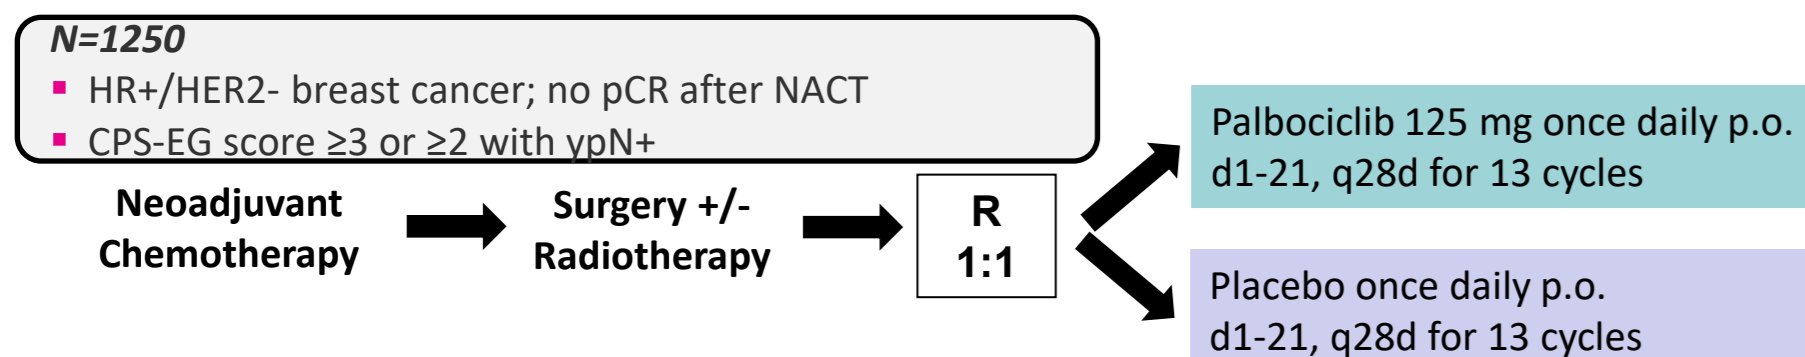 N=1250
▪ HR+/HER2- breast cancer; no pCR after NACT
▪ CPS-EG score ≥3 or ≥2 with ypN+
Neoadjuvant
Chemotherapy
Surgery +/-
Radiotherapy
R
1:1
Palbociclib 125 mg once daily p.o.
d1-21, q28d for 13 cycles
Placebo once daily p.o.
d1-21, q28d for 13 cycles